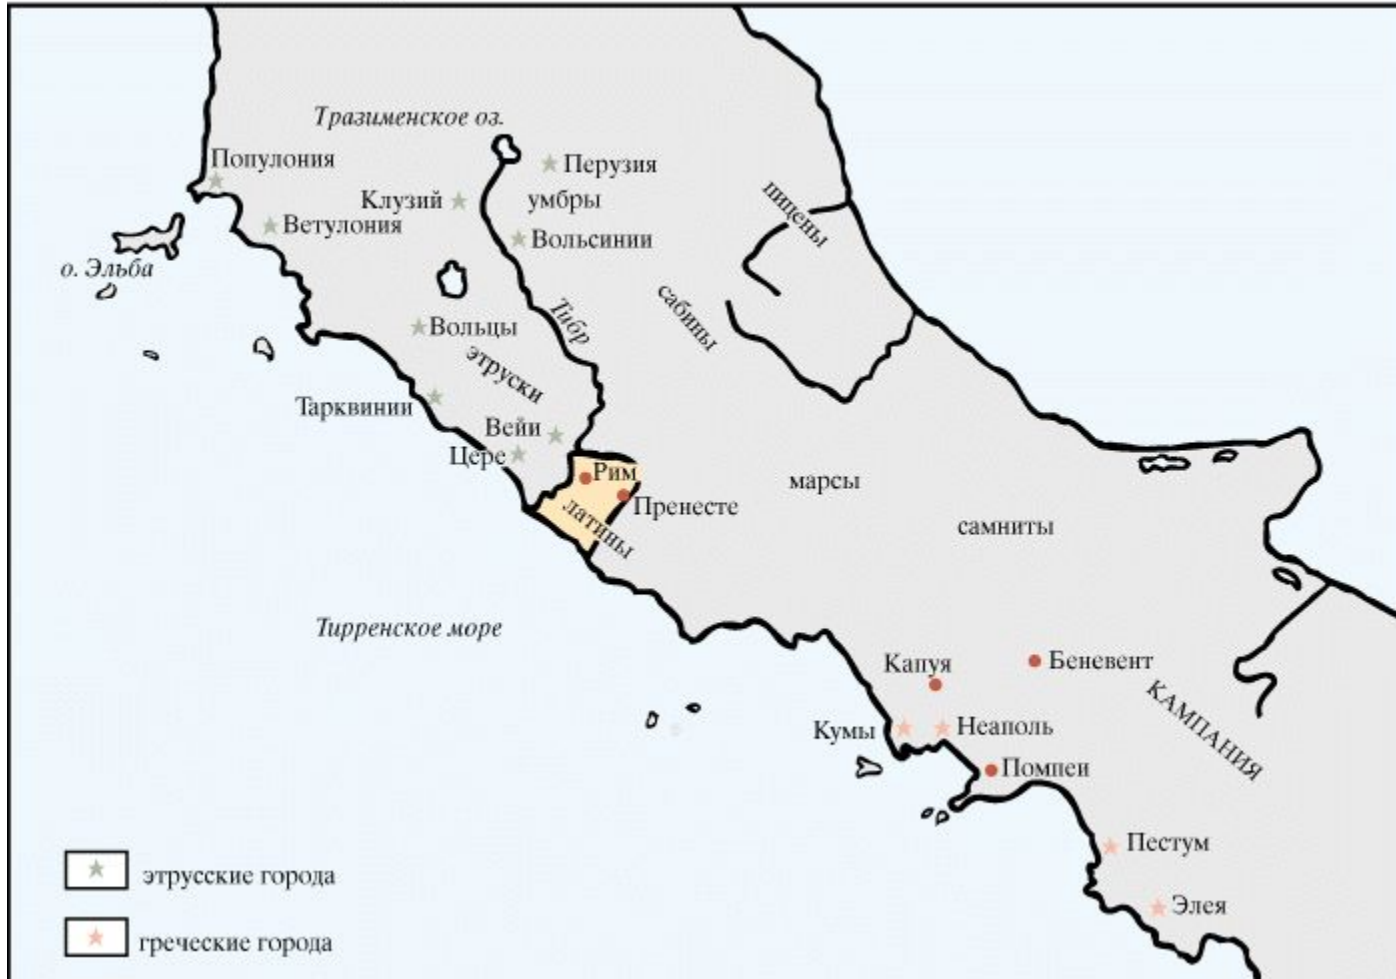 Тразименское оз.
Популония
Перузия
Клузий
умбры
пицены
Ветулония
Вольсинии
о. Эльба
сабины
Тибр
Вольцы
этруски
Тарквинии
Вейи
Цере
Рим
Пренесте
латины
марсы
самниты
Тирренское море
Капуя
Беневент
КАМПАНИЯ
Кумы
Неаполь
Помпеи
Пестум
Элея
этрусские города
греческие города